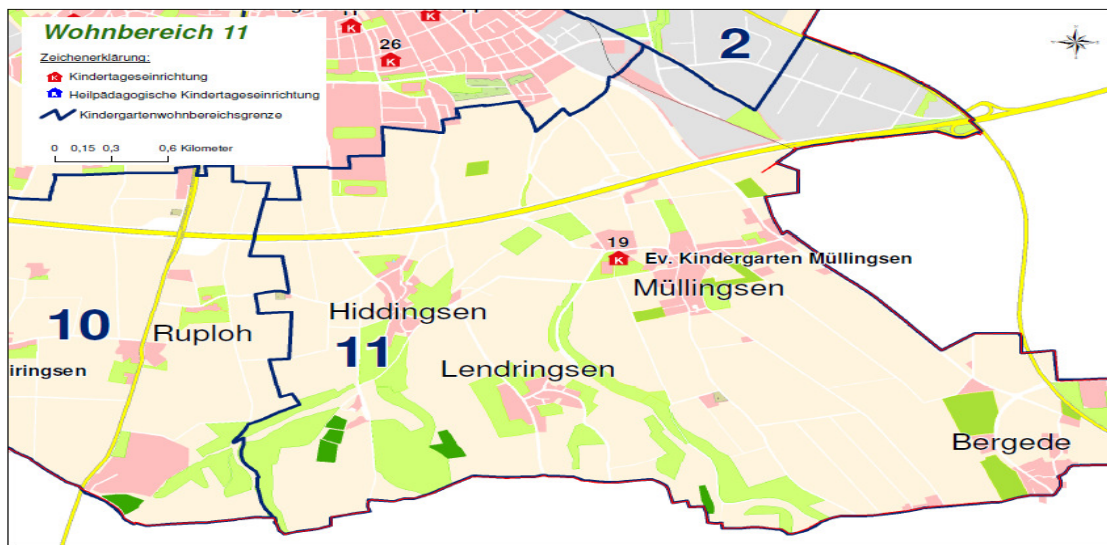 Wohnbereich 11
Zeichenerklärung:
K Kindertageseinrichtung
K Heilpädagogische Kindertageseinrichtung
Kindergartenwohnbereichsgrenze
0 0,15 0,3 0,6 Kilometer
K
K
26
K
2
19
K
Ev. Kindergarten Müllingsen
Müllingsen
Hiddingsen
10
Ruploh
11
iringsen
Lendringsen
Bergede